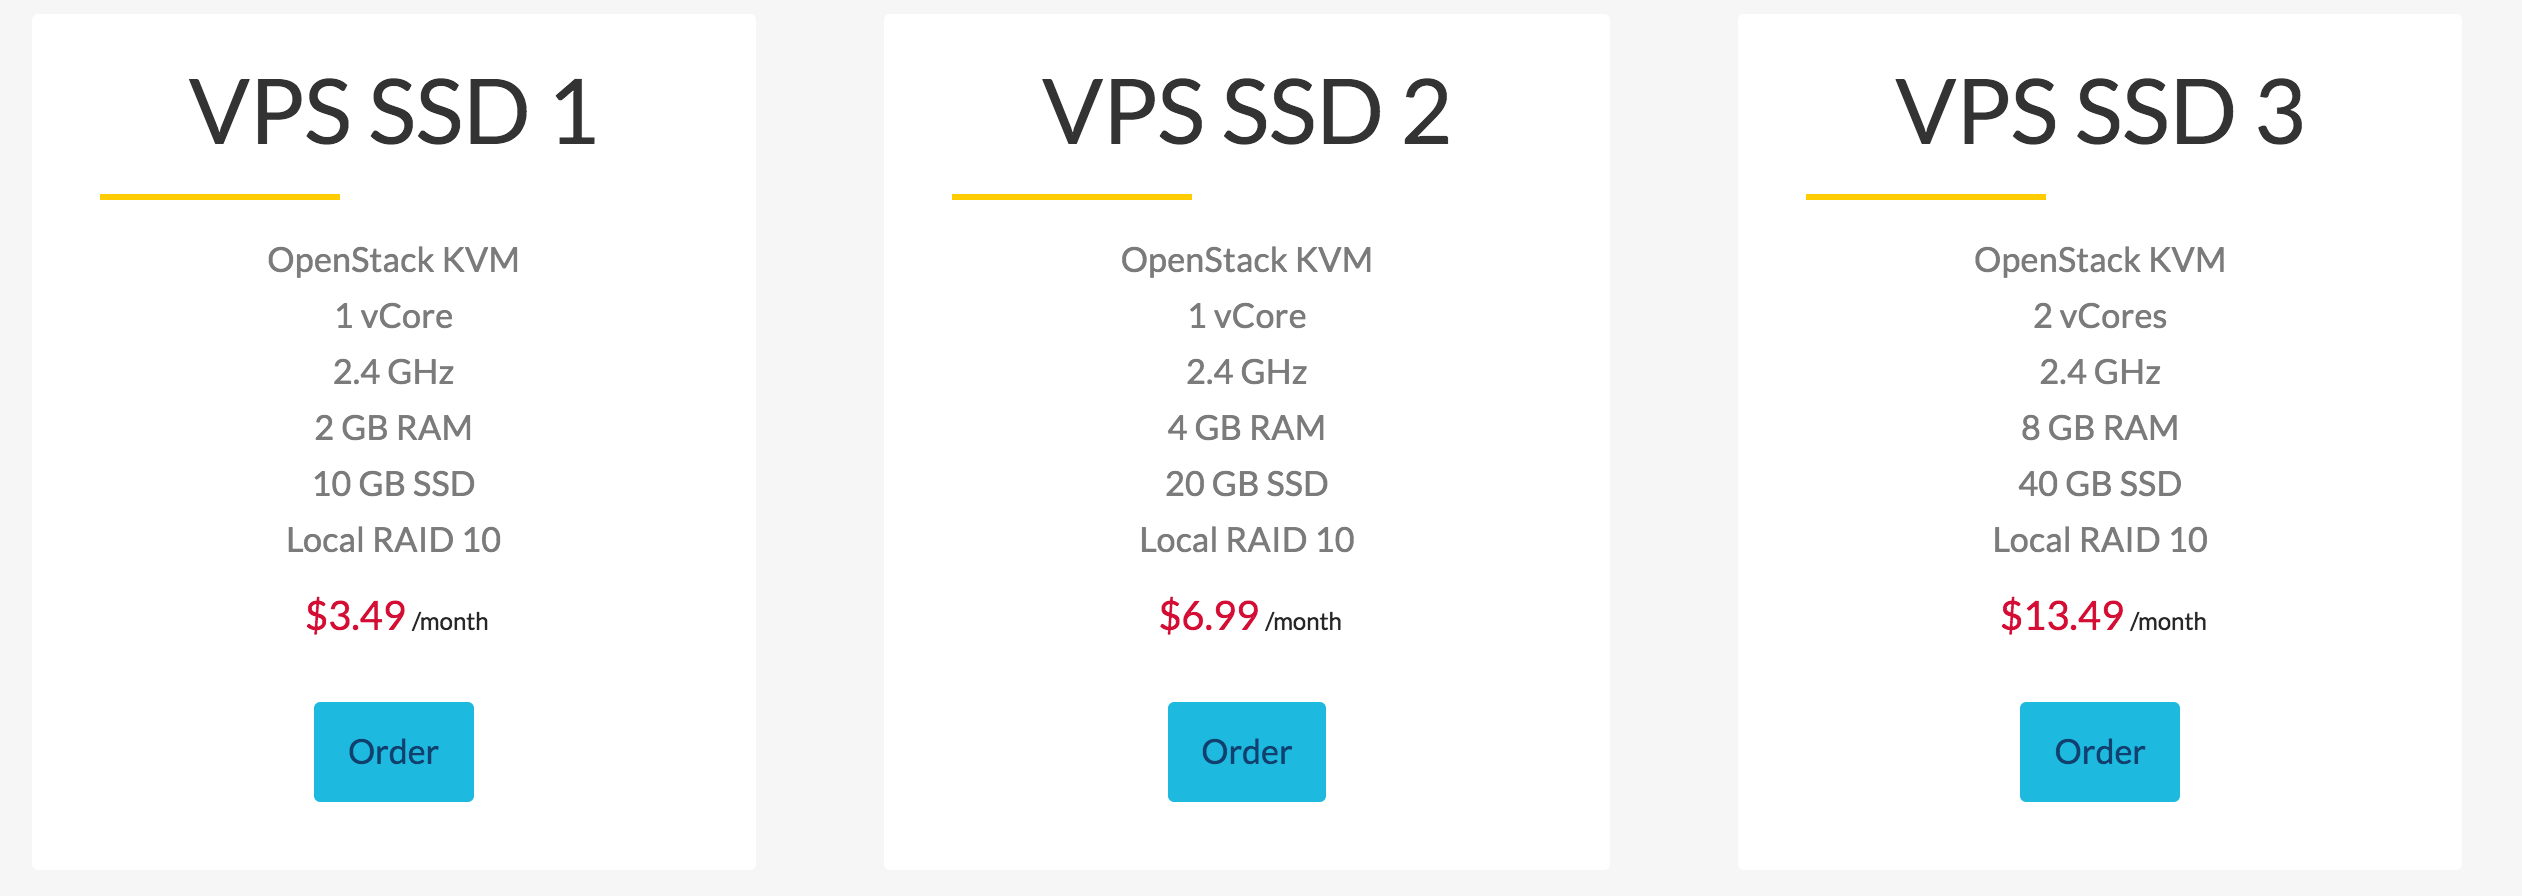 VPS SSD 1
OpenStack KVM
1 vCore
2.4 GHz
2 GB RAM
10 GB SSD
Local RAID 10
$3.49 /month
Order
VPS SSD 2
OpenStack KVM
1 vCore
2.4 GHz
4 GB RAM
20 GB SSD
Local RAID 10
$6.99 /month
Order
VPS SSD 3
OpenStack KVM
2 vCores
2.4 GHz
8 GB RAM
40 GB SSD
Local RAID 10
$13.49 /month
Order